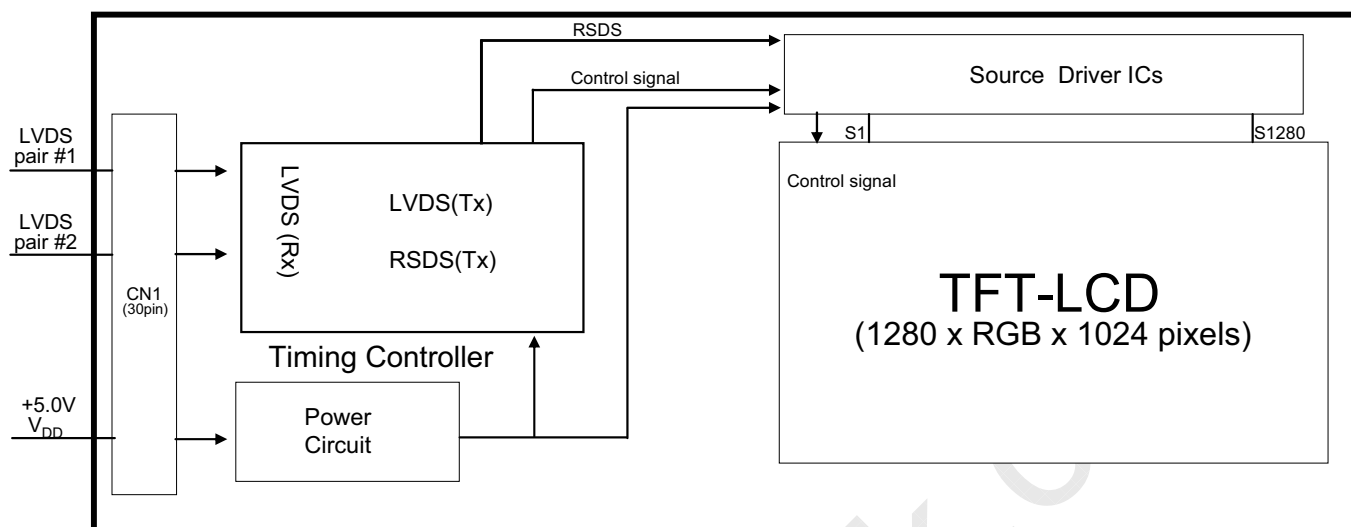 RSDS
Control signal
Source Driver ICs
S1
S1280
LVDS
pair #1
LVDS
pair #2
CN1
(30pin)
LVDS (Rx)
LVDS(Tx)
RSDS(Tx)
Timing Controller
Control signal
TFT-LCD
(1280 x RGB x 1024 pixels)
+5.0V
VDD
Power
Circuit